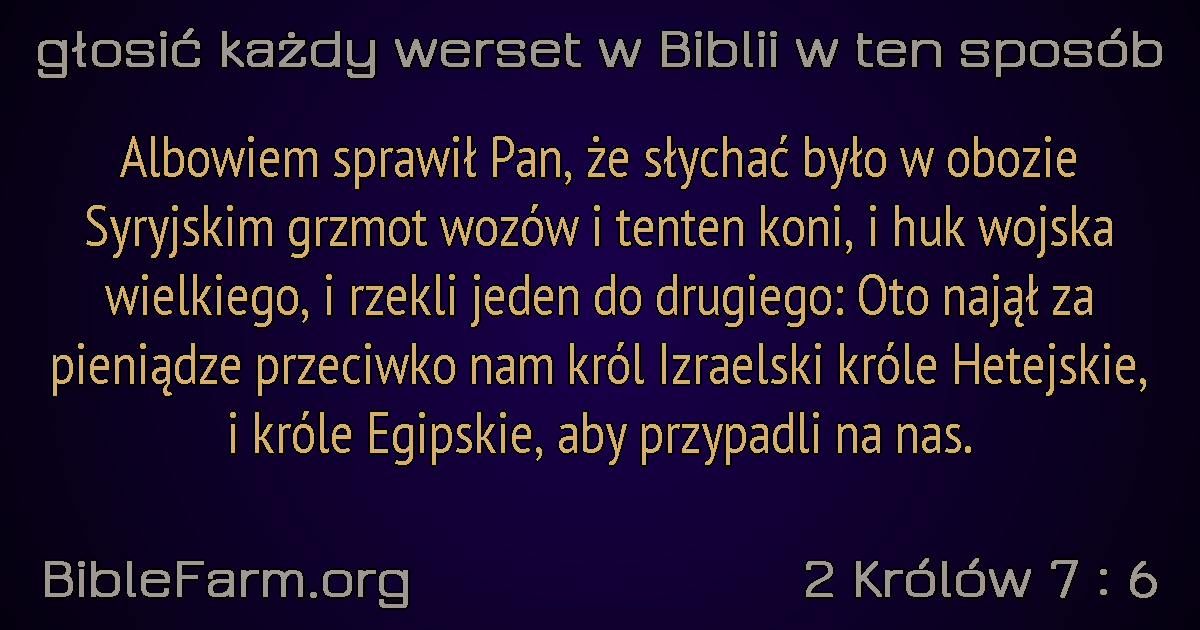 głosić każdy werset w Biblii w ten sposób
Albowiem sprawił Pan, że słychać było w obozie
Syryjskim grzmot wozów i tenten koni, i huk wojska
wielkiego, i rzekli jeden do drugiego: Oto najął za
pieniądze przeciwko nam król Izraelski króle Hetejskie,
i króle Egipskie, aby przypadli na nas.
BibleFarm.org
2 Królów 7 : 6